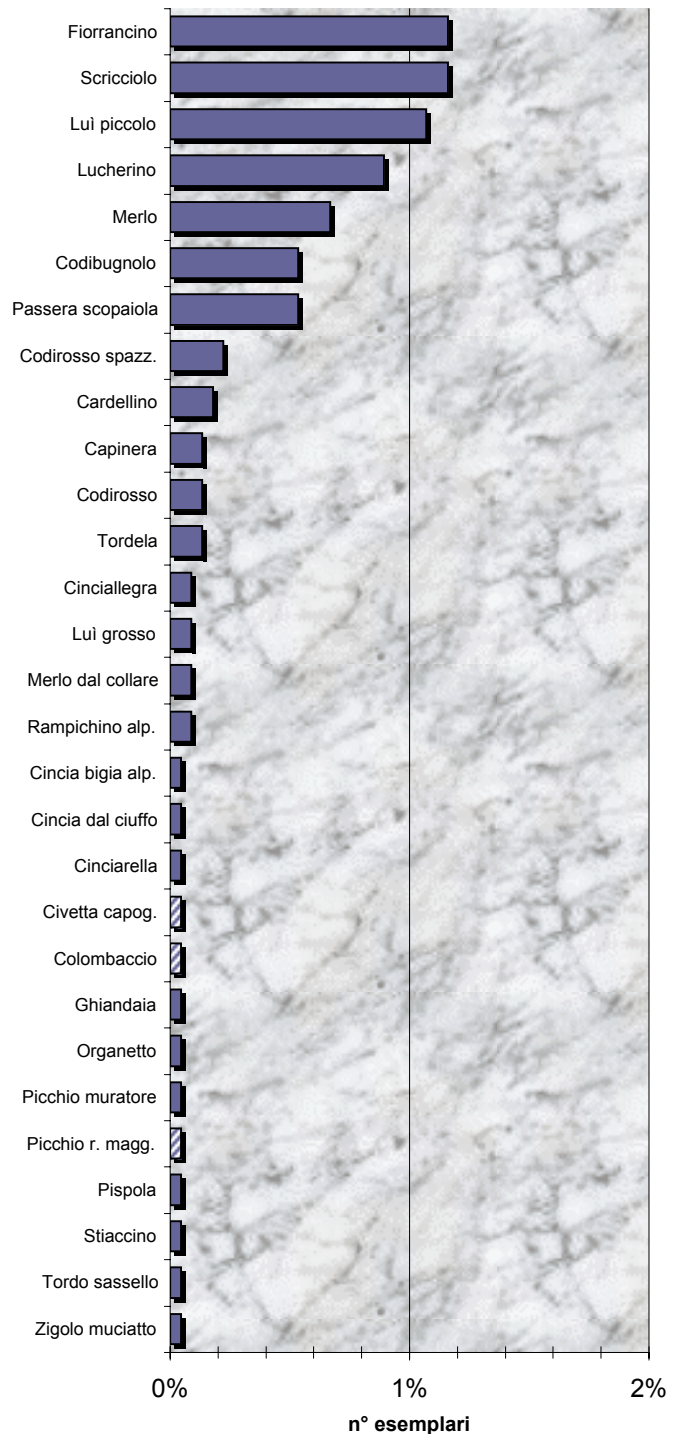 Fiorrancino
Scricciolo
Luì piccolo
Lucherino
Merlo
Codibugnolo
Passera scopaiola
Codirosso spazz.
Cardellino
Capinera
Codirosso
Tordela
Cinciallegra
Luì grosso
Merlo dal collare
Rampichino alp.
Cincia bigia alp.
Cincia dal ciuffo
Cinciarella
Civetta capog.
Colombaccio
Ghiandaia
Organetto
Picchio muratore
Picchio r. magg.
Pispola
Stiaccino
Tordo sassello
Zigolo muciatto
0% 1% 2%
n° esemplari